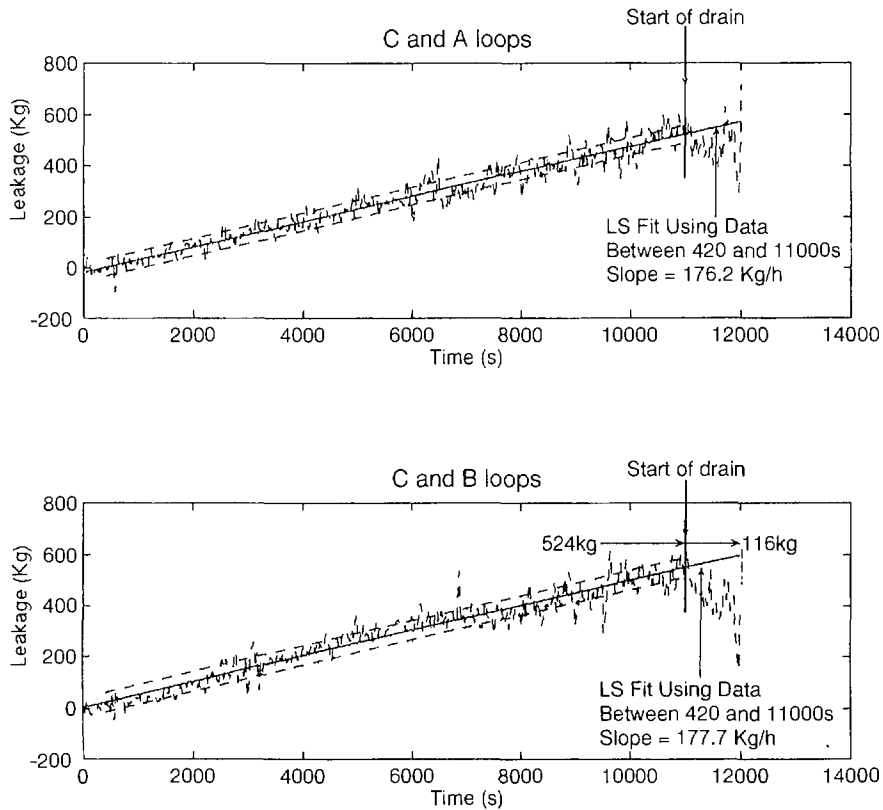 Start of drain
C and A loops
800
600
400
200
0
-200
Leakage (Kg)
LS Fit Using Data
Between 420 and 11000s
Slope = 176.2 Kg/h
0 2000 4000 6000 8000 10000 12000 14000
Time (s)
Start of drain
C and B loops
800
600
400
200
0
-200
Leakage (Kg)
524kg 116kg
LS Fit Using Data
Between 420 and 11000s
Slope = 177.7 Kg/h
0 2000 4000 6000 8000 10000 12000 14000
Time (s)